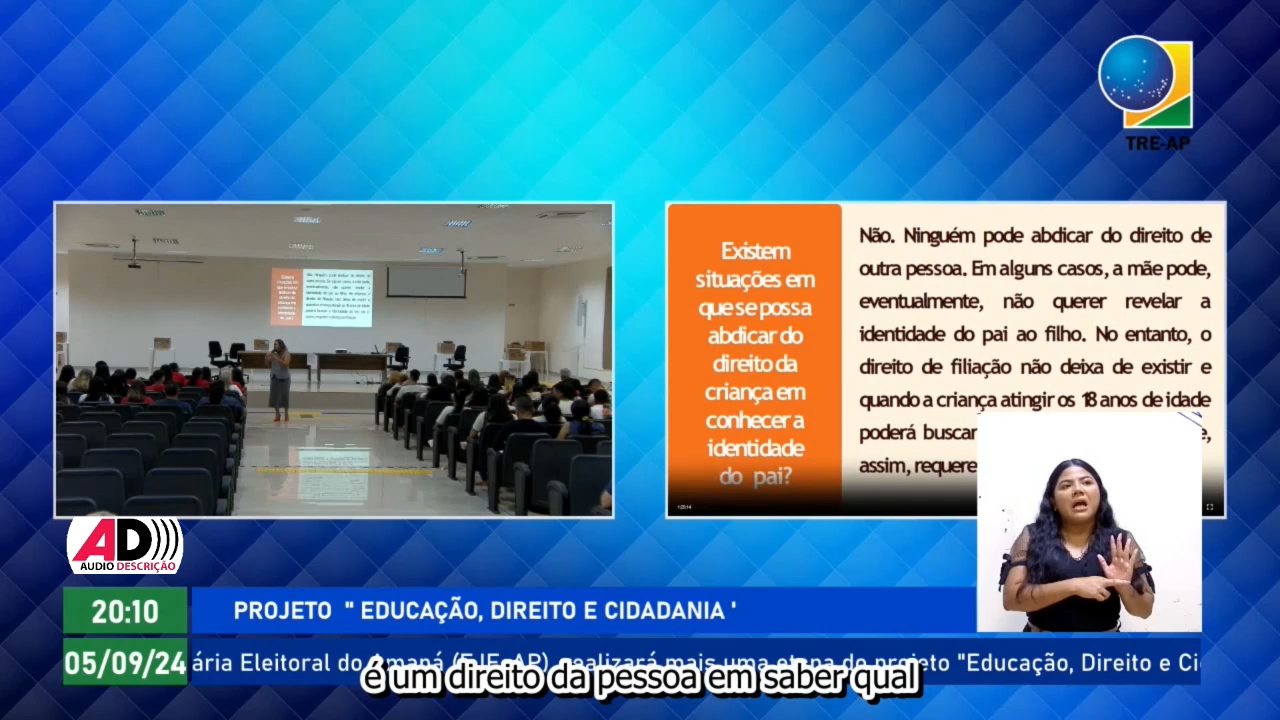 TRE-AP
Existem
situações em
que se possa
abdicar do
direito da
criança em
conhecer a
identidade
do pai?
Não. Ninguém pode abdicar do direito de
outra pessoa. Em alguns casos, a mãe pode,
eventualmente, não querer revelar a
identidade do pai ao filho. No entanto, o
direito de filiação não deixa de existir e
quando a criança atingir os 18 anos de idade
poderá buscar
assim, requere
AD
AUDIO DESCRIÇÃO
20:10
PROJETO " EDUCAÇÃO, DIREITO E CIDADANIA '
05/09/24
ária Eleitoral do Amapá (EJE-AP) realizará mais uma etapa do projeto "Educação, Direito e Ci
é um direito da pessoa em saber qual